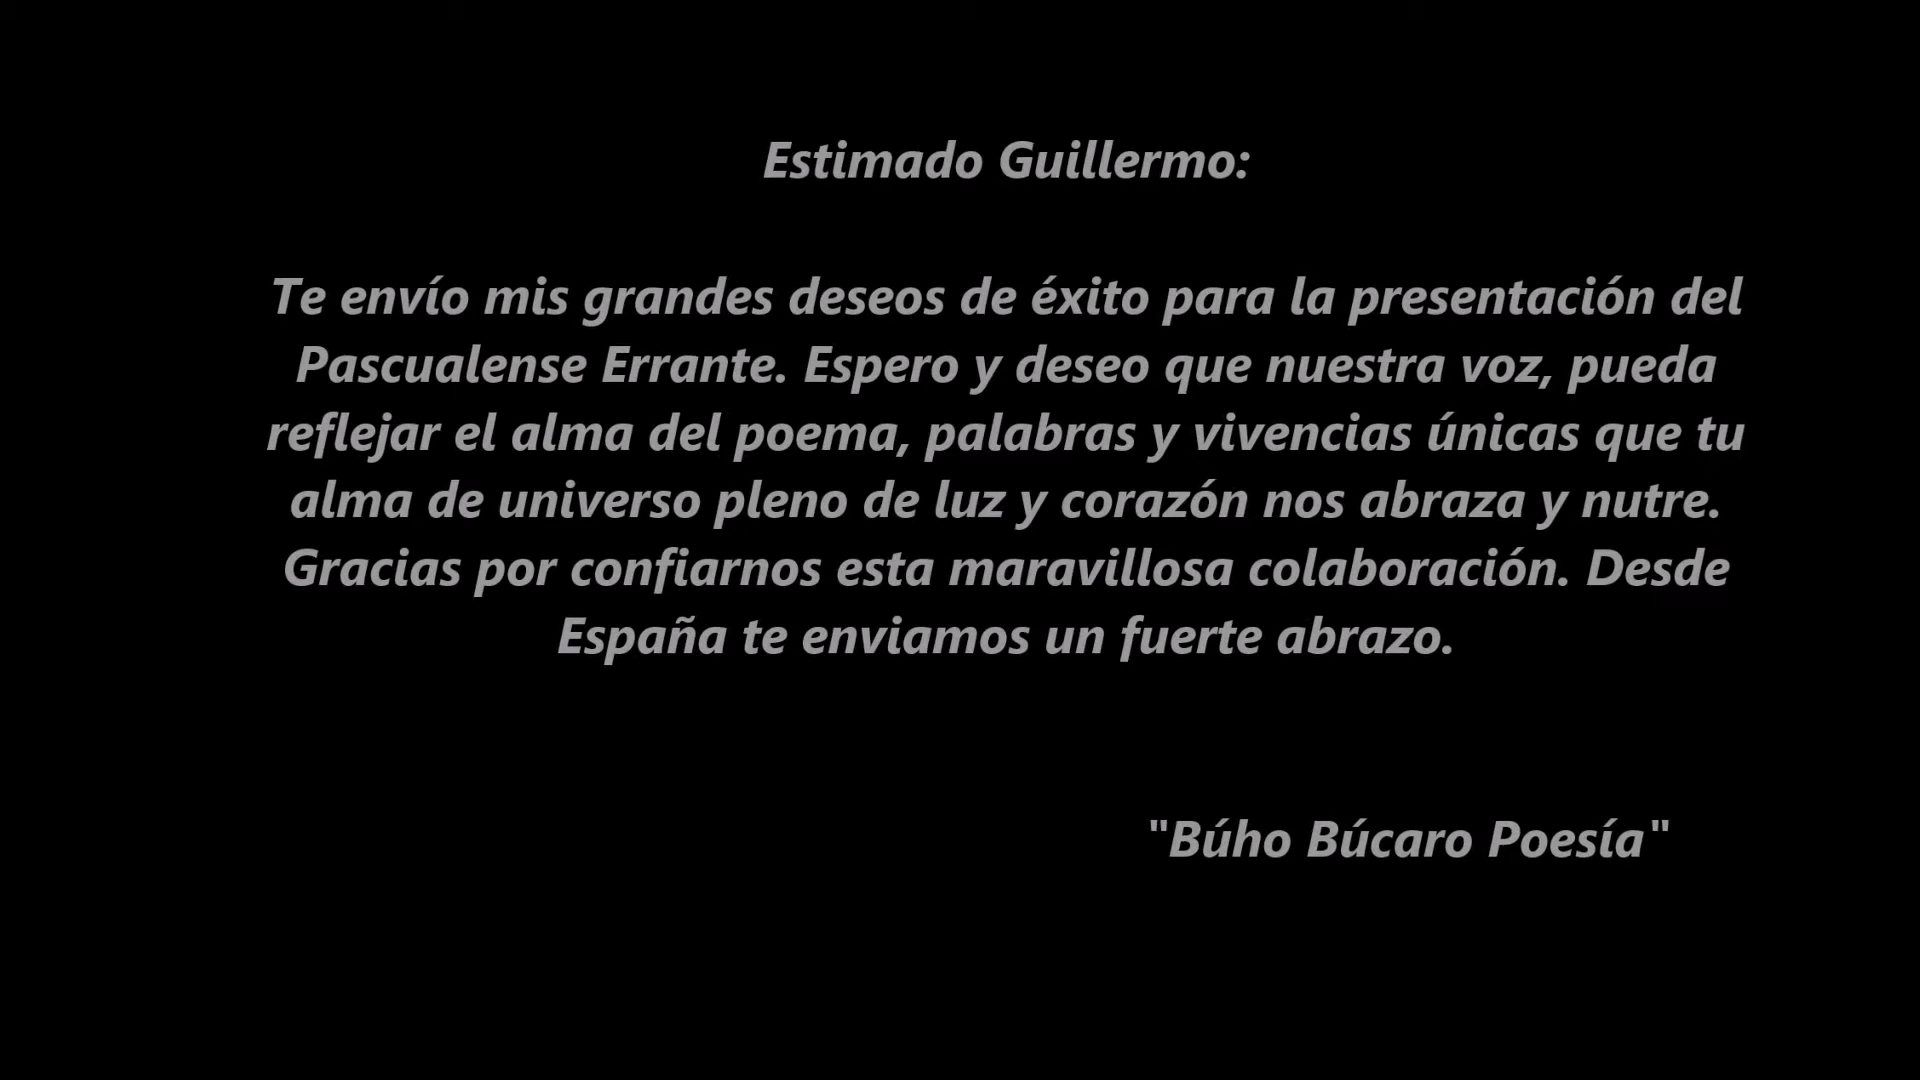 Estimado Guillermo:
Te envío mis grandes deseos de éxito para la presentación del
Pascualense Errante. Espero y deseo que nuestra voz, pueda
reflejar el alma del poema, palabras y vivencias únicas que tu
alma de universo pleno de luz y corazón nos abraza y nutre.
Gracias por confiarnos esta maravillosa colaboración. Desde
España te enviamos un fuerte abrazo.
"Búho Búcaro Poesía"